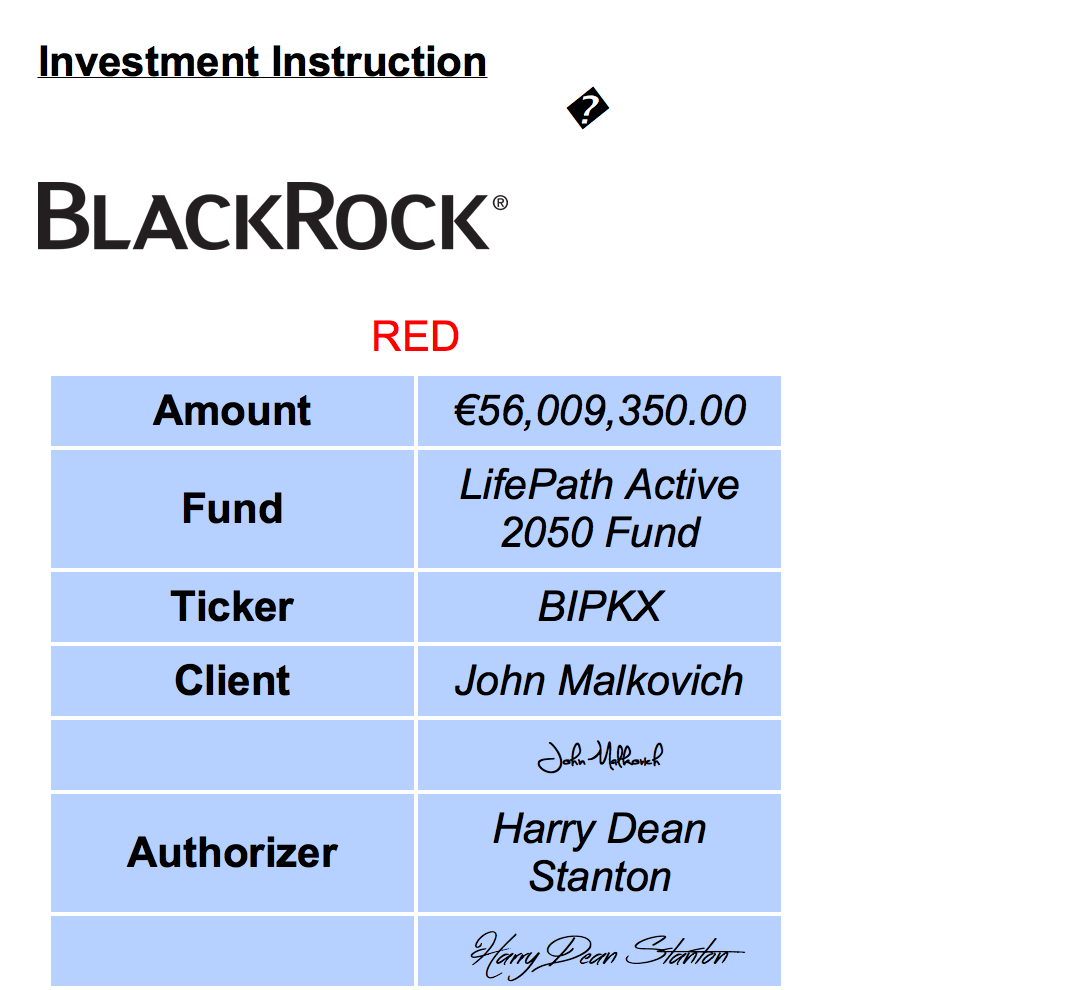 Investment Instruction
�
BLACKROCK®
RED
Amount €56,009,350.00
Fund LifePath Active
2050 Fund
Ticker BIPKX
Client John Malkovich
John Malkovich
Authorizer Harry Dean
Stanton
Harry Dean Stanton